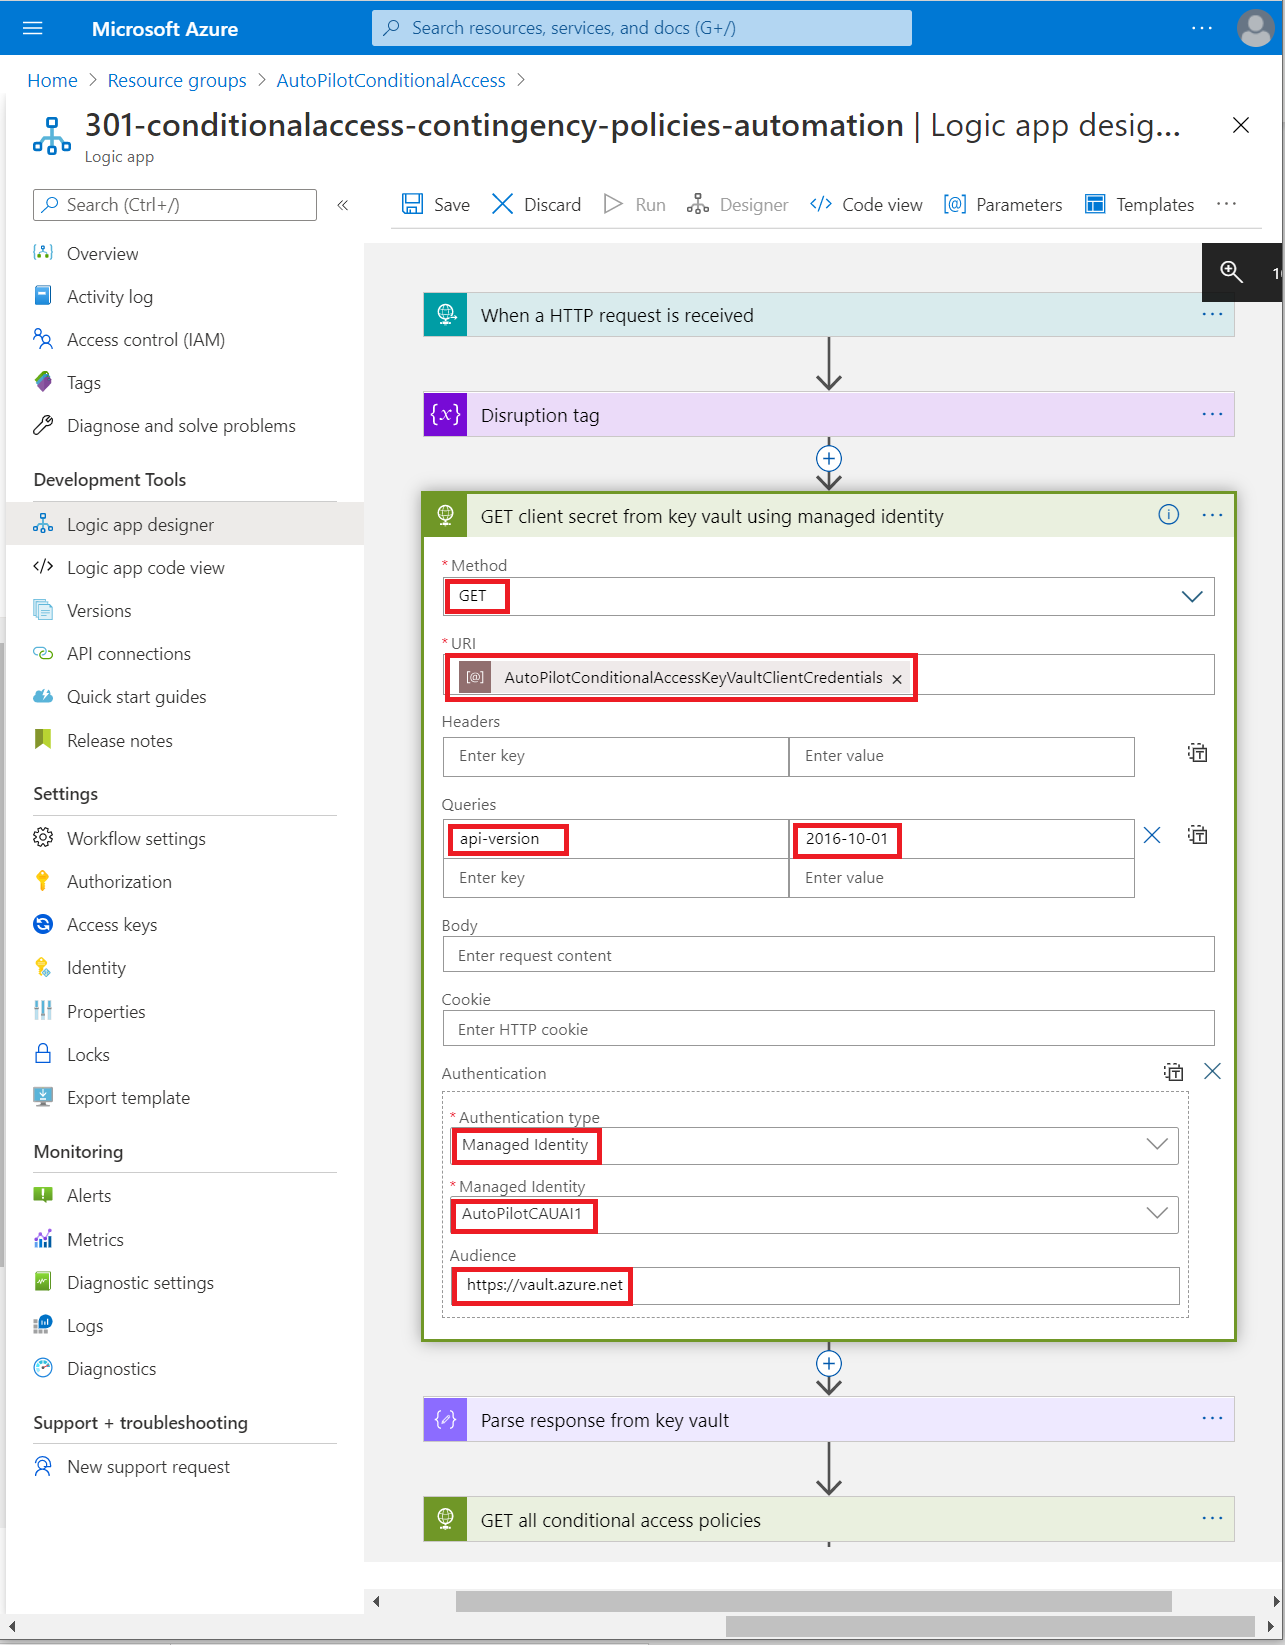 Microsoft Azure
Search resources, services, and docs (G+/)
Home > Resource groups > AutoPilotConditionalAccess >
301-conditionalaccess-contingency-policies-automation | Logic app desig...
Logic app
Search (Ctrl+/)
«
Save
Discard
Run
Designer
Code view
Parameters
Templates
Overview
Activity log
Access control (IAM)
Tags
Diagnose and solve problems
Development Tools
Logic app designer
Logic app code view
Versions
API connections
Quick start guides
Release notes
Settings
Workflow settings
Authorization
Access keys
Identity
Properties
Locks
Export template
Monitoring
Alerts
Metrics
Diagnostic settings
Logs
Diagnostics
Support + troubleshooting
New support request
When a HTTP request is received
Disruption tag
GET client secret from key vault using managed identity
* Method
GET
* URI
AutoPilotConditionalAccessKeyVaultClientCredentials ×
Headers
Enter key
Enter value
Queries
api-version
2016-10-01
Enter key
Enter value
Body
Enter request content
Cookie
Enter HTTP cookie
Authentication
* Authentication type
Managed Identity
* Managed Identity
AutoPilotCAUAI1
Audience
https://vault.azure.net
Parse response from key vault
GET all conditional access policies